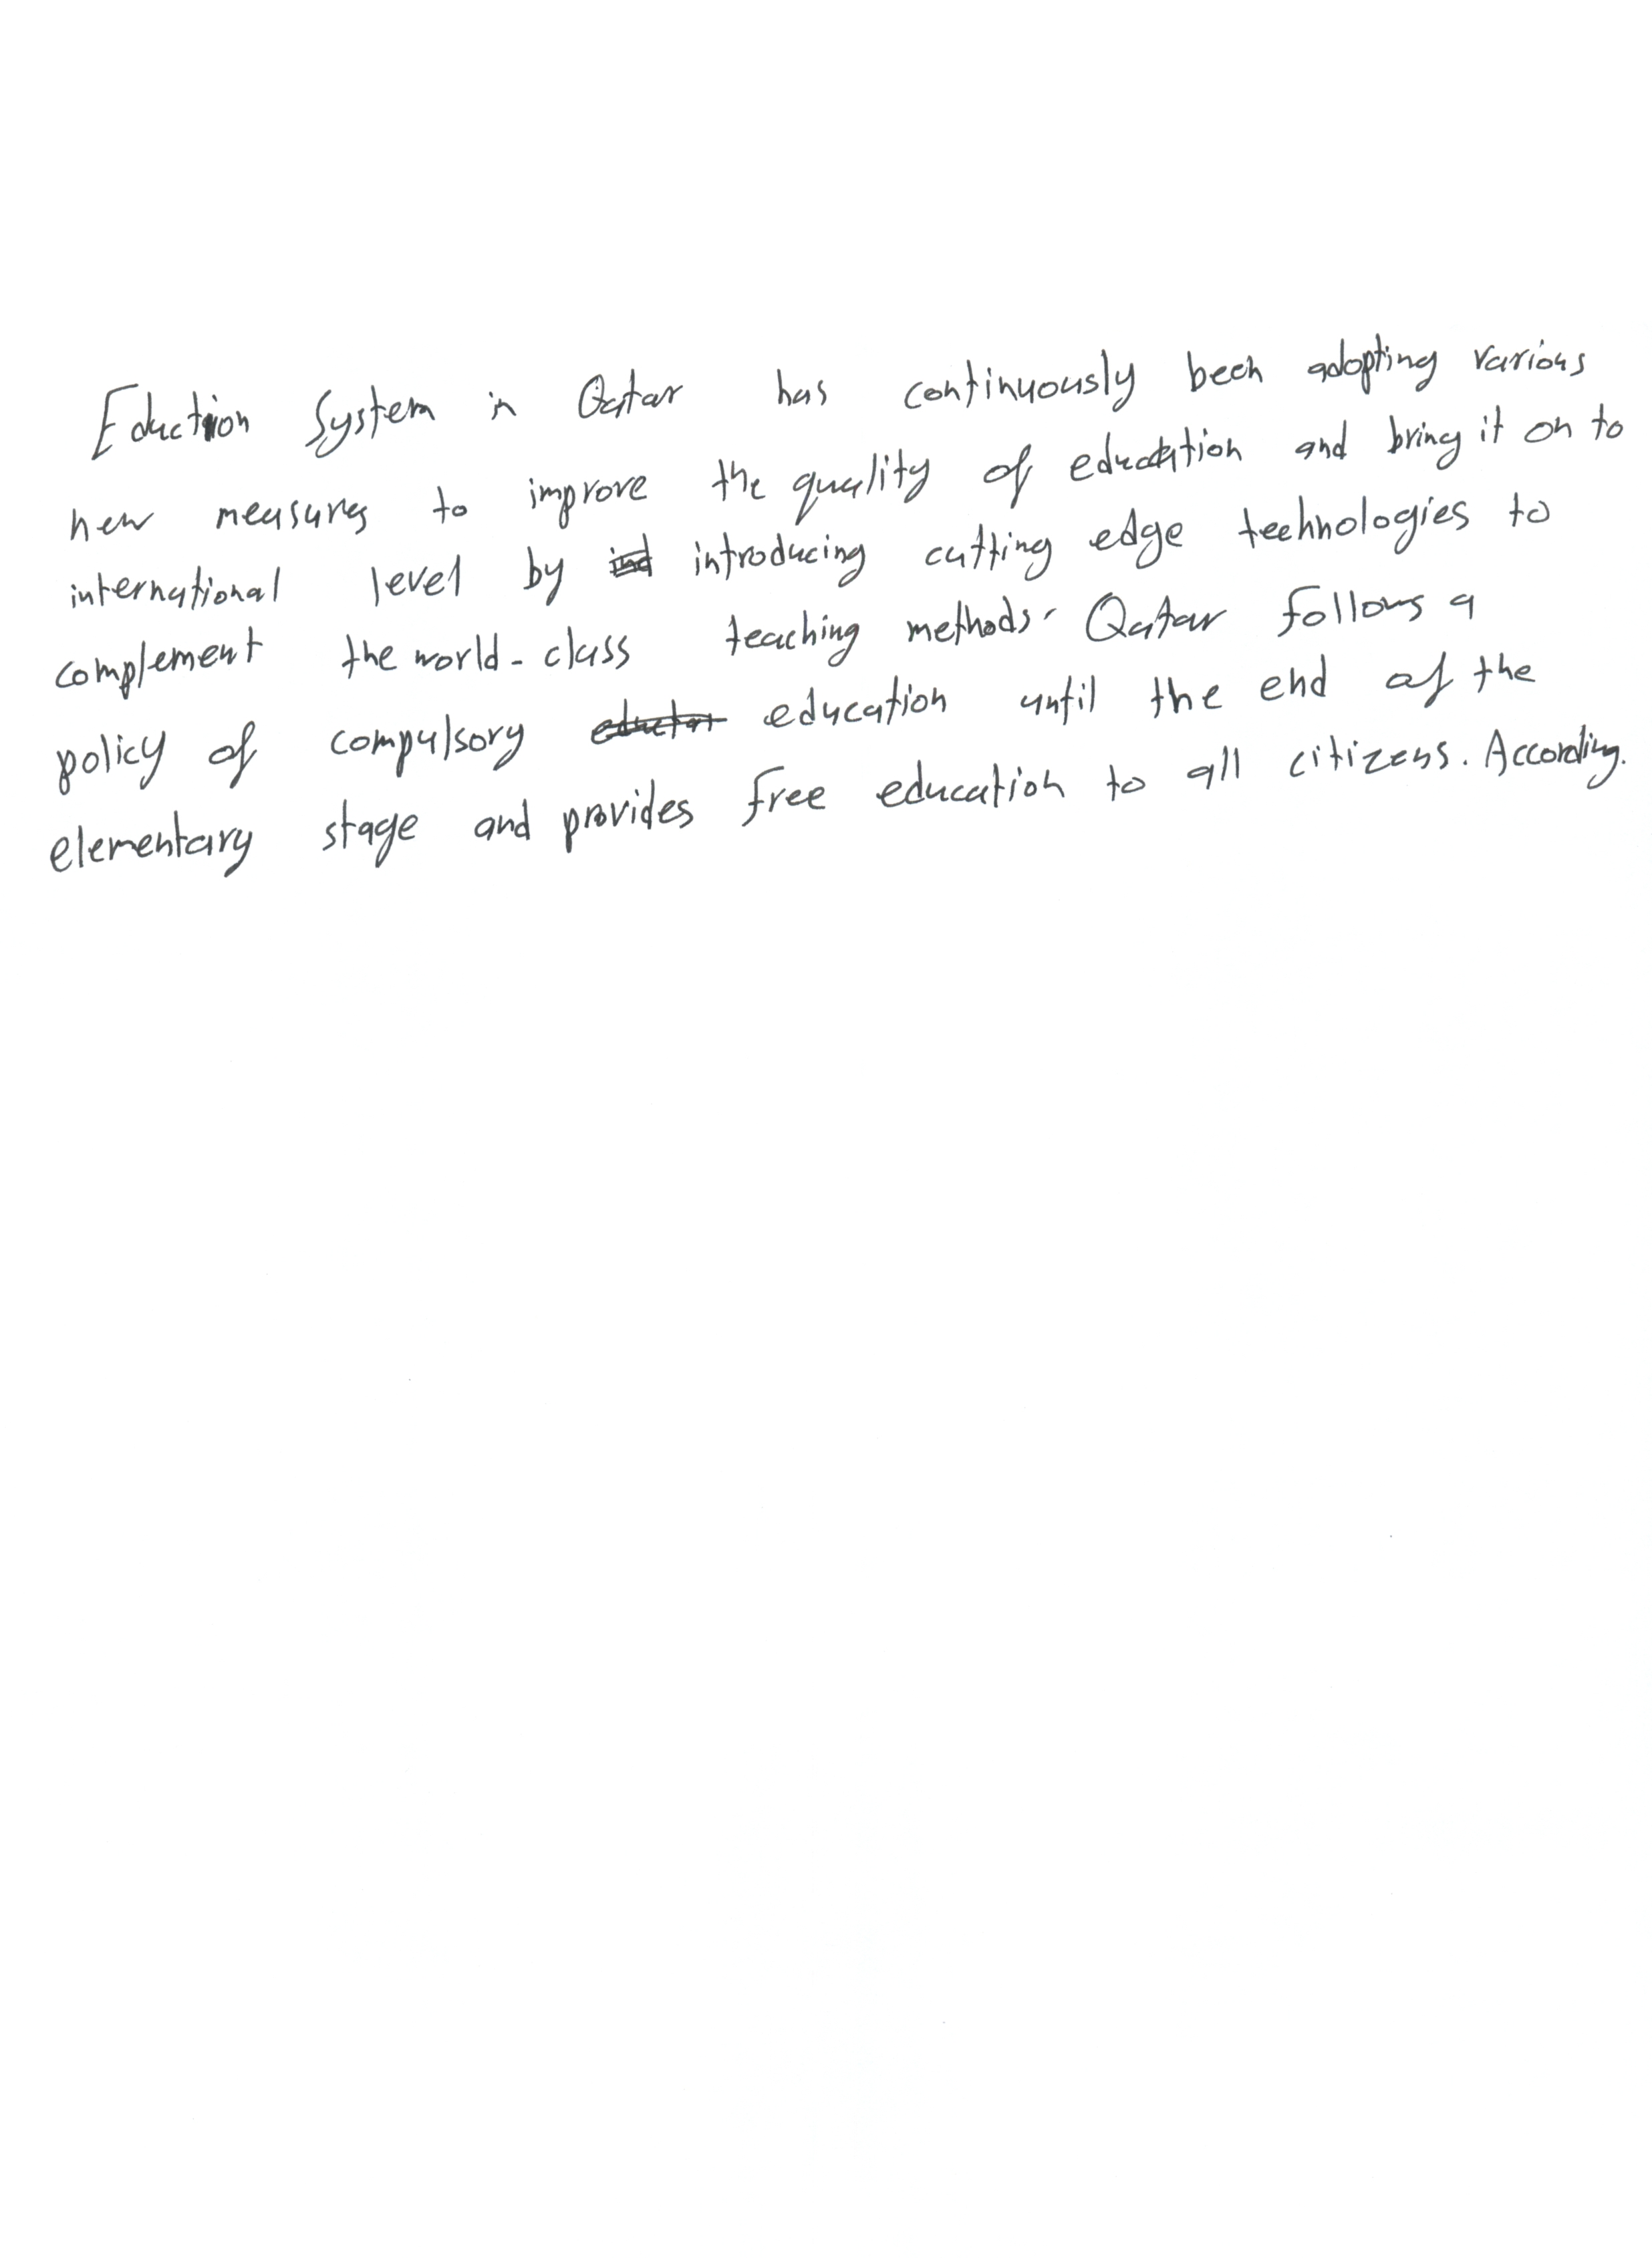 Eduction System in Qatar has continuously been adopting various
new measures to improve the quality of education and bring it on to
international level by introducing cutting edge technologies to
complement the world-class teaching methods. Qatar follows a
policy of compulsory education until the end of the
elementary stage and provides free education to all citizens. According.